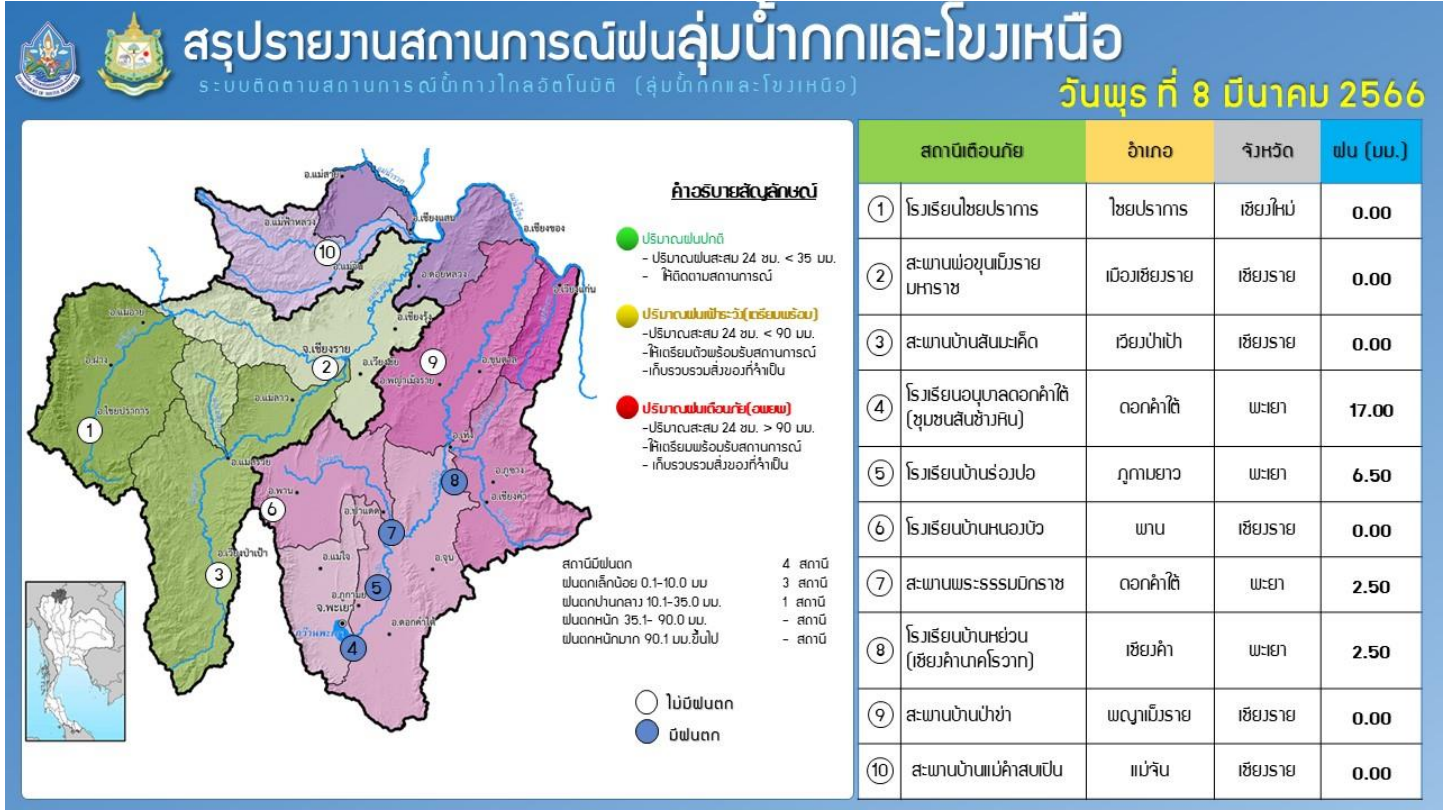 สรุปรายงานสถานการณ์ฝนลุ่มน้ำกกและโขงเหนือ
ระบบติดตามสถานการณ์น้ำทางไกลอัตโนมัติ (ลุ่มน้ำกกและโขงเหนือ)
วันพุธ ที่ 8 มีนาคม 2566
อ.แม่สาย
อ.แม่ฟ้าหลวง
อ.เชียงแสน
อ.เชียงของ
10
อ.ดอยหลวง
อ.เวียงแก่น
อ.แม่อาย
อ.เชียงรุ้ง
จ.เชียงราย
อ.ฝาง
2
9
อ.ขุนตาล
อ.พญาเม็งราย
อ.แม่ลาว
อ.ไชยปราการ
1
อ.เทิง
อ.แม่สรวย
8
อ.ภูซาง
อ.พาน
อ.เชียงคำ
6
อ.ป่าแดด
7
อ.เวียงป่าเป้า
อ.แม่ใจ
อ.จุน
3
5
จ.พะเยา
อ.ดอกคำใต้
กว๊านพะเยา
4
คำอธิบายสัญลักษณ์
ปริมาณฝนปกติ
- ปริมาณฝนสะสม 24 ชม. < 35 มม.
- ให้ติดตามสถานการณ์
ปริมาณฝนเฝ้าระวัง(เตรียมพร้อม)
-ปริมาณสะสม 24 ชม. < 90 มม.
-ให้เตรียมตัวพร้อมรับสถานการณ์
-เก็บรวบรวมสิ่งของที่จำเป็น
ปริมาณฝนเตือนภัย(อพยพ)
-ปริมาณสะสม 24 ชม. > 90 มม.
-ให้เตรียมพร้อมรับสถานการณ์
- เก็บรวบรวมสิ่งของที่จำเป็น
สถานีมีฝนตก 4 สถานี
ฝนตกเล็กน้อย 0.1-10.0 มม 3 สถานี
ฝนตกปานกลาง 10.1-35.0 มม. 1 สถานี
ฝนตกหนัก 35.1- 90.0 มม. - สถานี
ฝนตกหนักมาก 90.1 มม.ขึ้นไป - สถานี
ไม่มีฝนตก
มีฝนตก
สถานีเตือนภัย อำเภอ จังหวัด ฝน (มม.)
1 โรงเรียนไชยปราการ ไชยปราการ เชียงใหม่ 0.00
2 สะพานพ่อขุนเม็งราย
มหาราช เมืองเชียงราย เชียงราย 0.00
3 สะพานบ้านสันมะเค็ด เวียงป่าเป้า เชียงราย 0.00
4 โรงเรียนอนุบาลดอกคำใต้
(ชุมชนสันช้างหิน) ดอกคำใต้ พะเยา 17.00
5 โรงเรียนบ้านร่องปอ ภูกามยาว พะเยา 6.50
6 โรงเรียนบ้านหนองบัว พาน เชียงราย 0.00
7 สะพานพระธรรมมิกราช ดอกคำใต้ พะยา 2.50
8 โรงเรียนบ้านหย่วน
(เชียงคำนาคโรวาท) เชียงคำ พะเยา 2.50
9 สะพานบ้านป่าข่า พญาเม็งราย เชียงราย 0.00
10 สะพานบ้านแม่คำสบเปิน แม่จัน เชียงราย 0.00